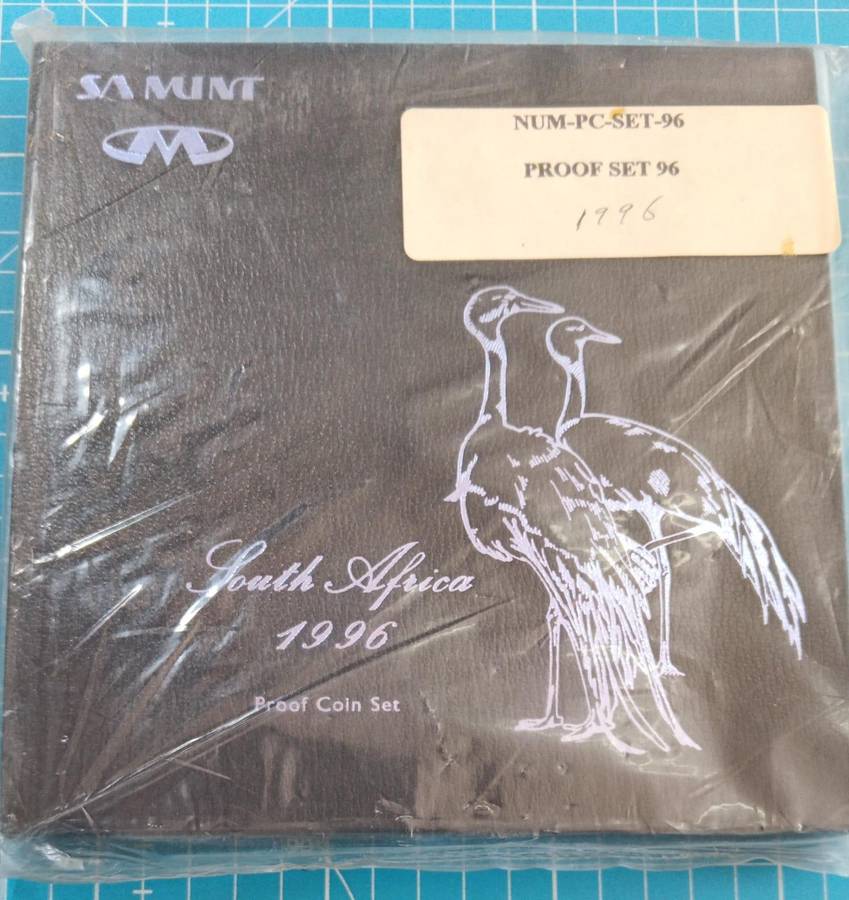 SA MINT
NUM-PC-SET-96
PROOF SET 96
1996
South Africa
1996
Proof Coin Set